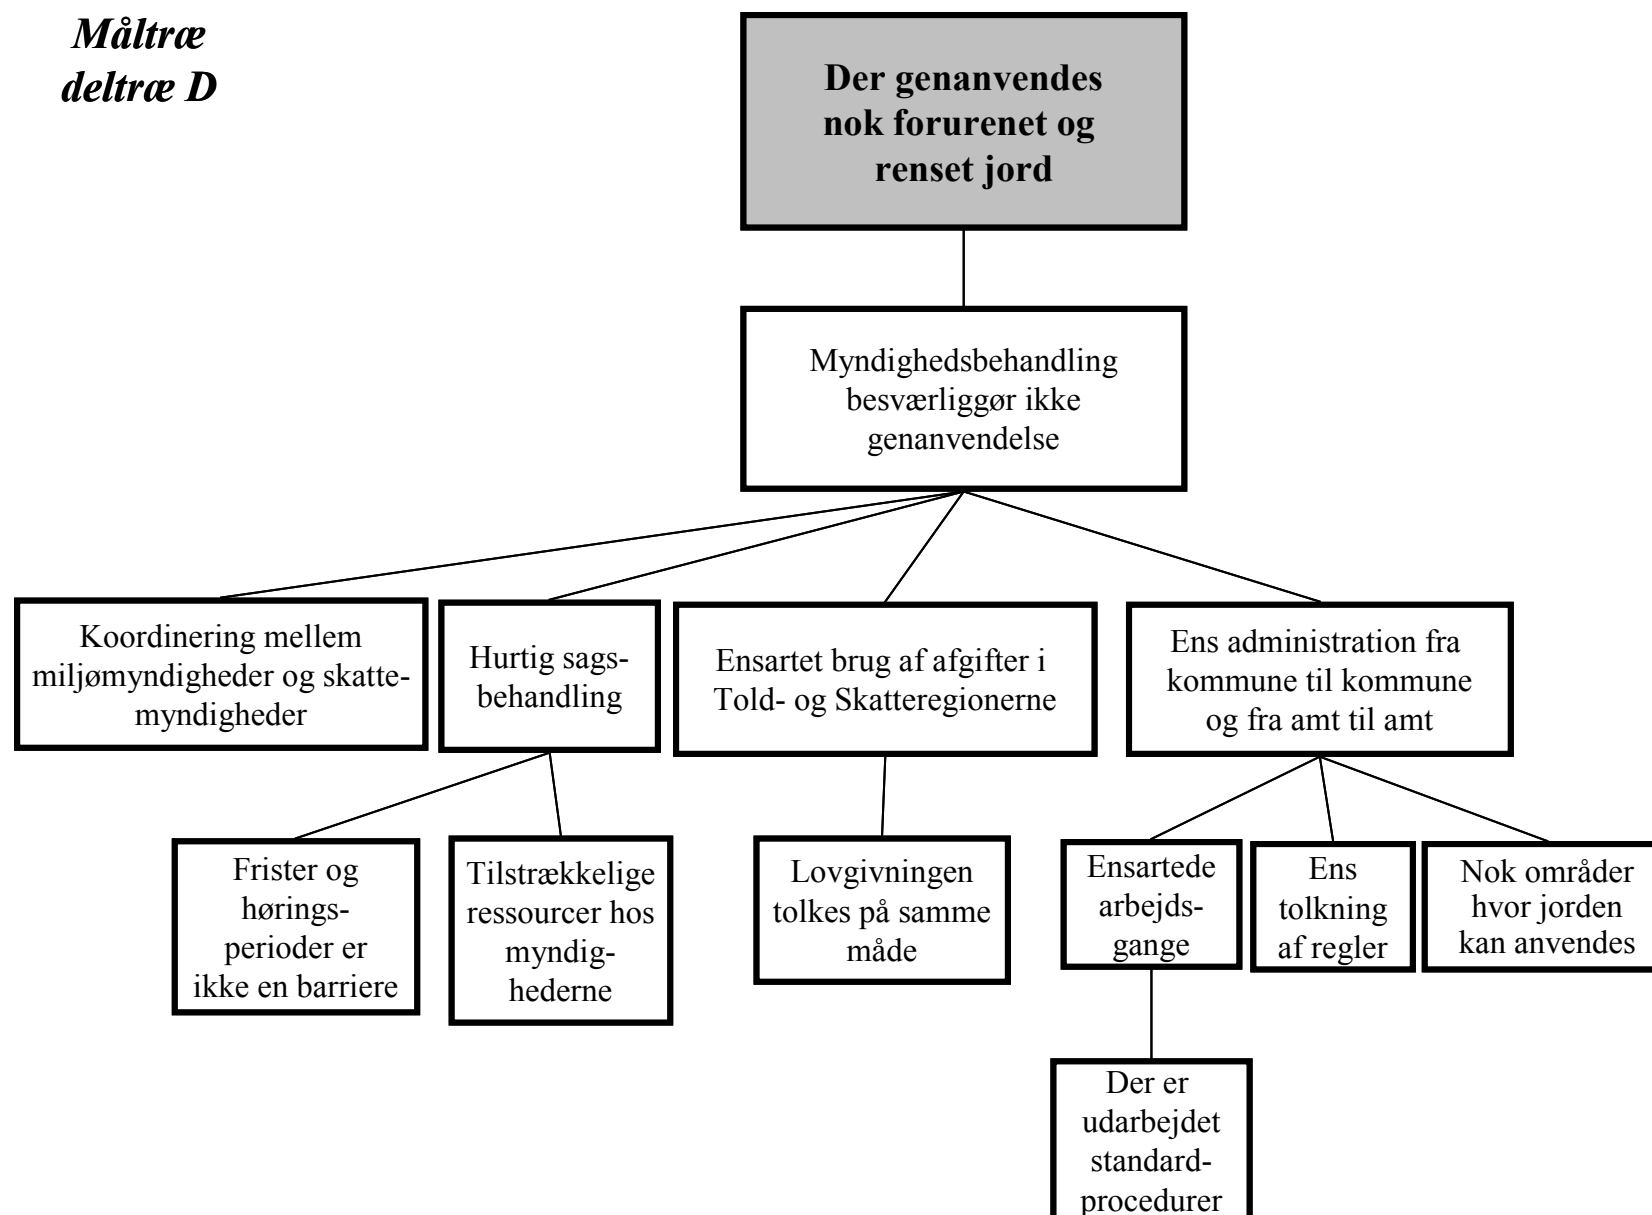 Måltræ
deltræ D
Der genanvendes
nok forurenet og
renset jord
Myndighedsbehandling
besværliggør ikke
genanvendelse
Koordinering mellem
miljømyndigheder og skatte-
myndigheder
Hurtig sags-
behandling
Ensartet brug af afgifter i
Told- og Skatteregionerne
Ens administration fra
kommune til kommune
og fra amt til amt
Frister og
hørings-
perioder er
ikke en barriere
Tilstrækkelige
ressourcer hos
myndig-
hederne
Lovgivningen
tolkes på samme
måde
Ensartede
arbejds-
gange
Ens
tolkning
af regler
Nok områder
hvor jorden
kan anvendes
Der er
udarbejdet
standard-
procedurer